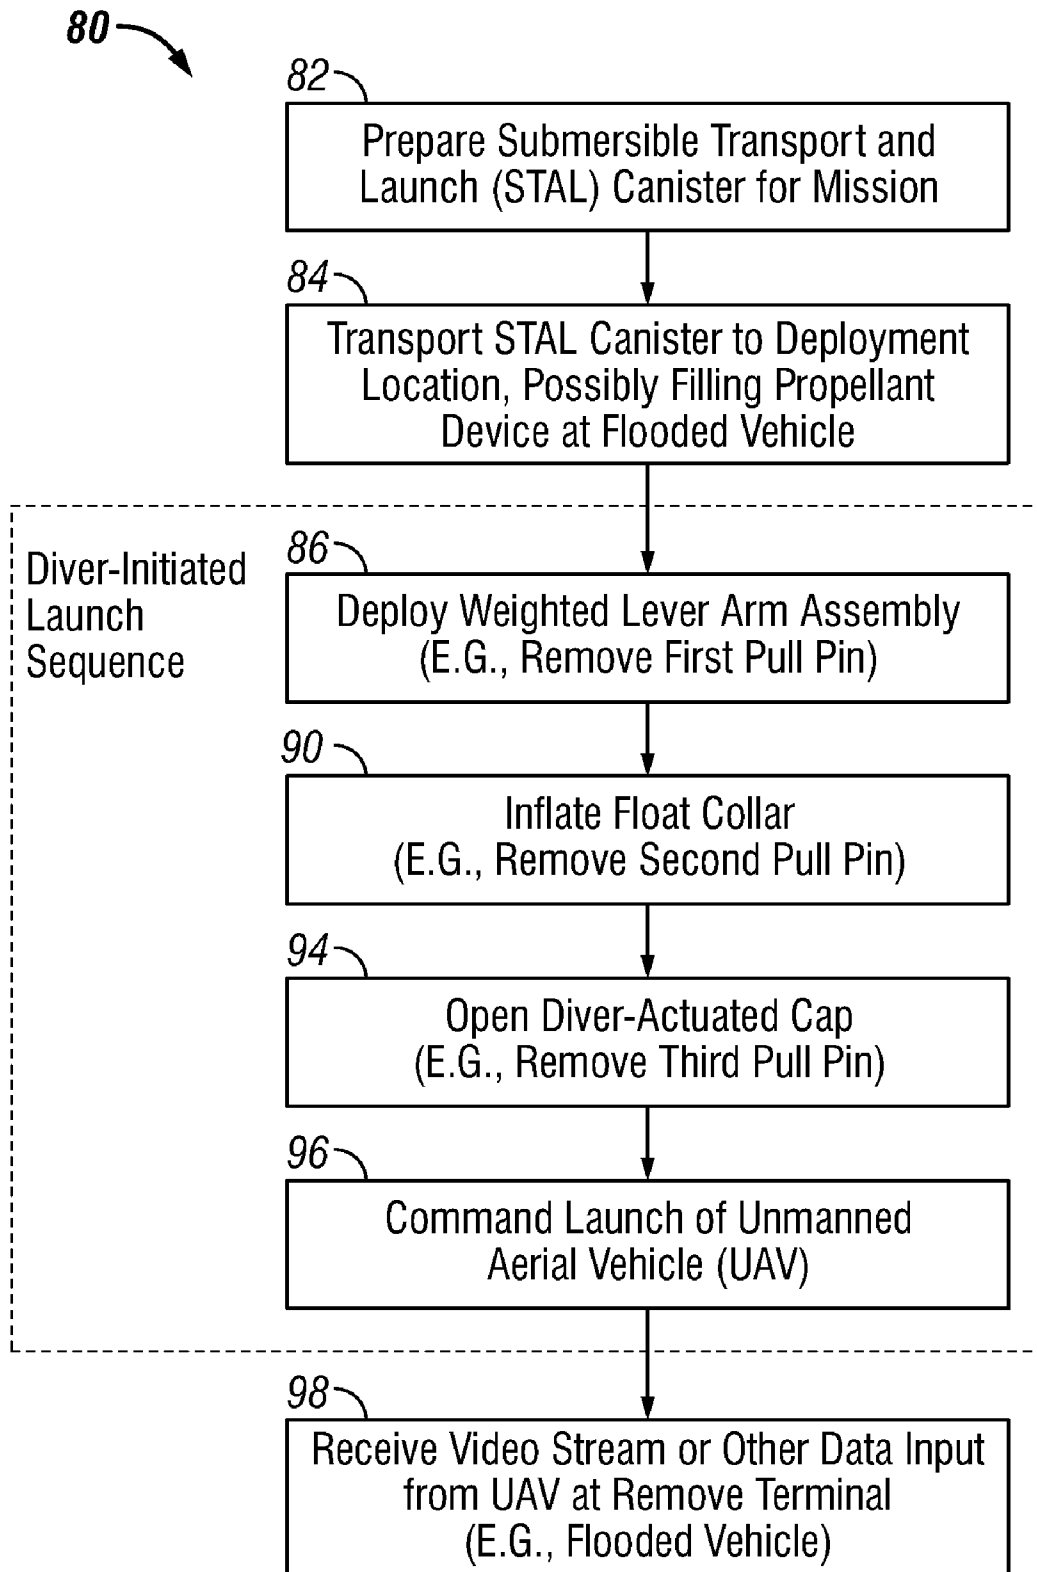 80
82
Prepare Submersible Transport and
Launch (STAL) Canister for Mission
84
Transport STAL Canister to Deployment
Location, Possibly Filling Propellant
Device at Flooded Vehicle
Diver-Initiated
Launch
Sequence
86
Deploy Weighted Lever Arm Assembly
(E.G., Remove First Pull Pin)
90
Inflate Float Collar
(E.G., Remove Second Pull Pin)
94
Open Diver-Actuated Cap
(E.G., Remove Third Pull Pin)
96
Command Launch of Unmanned
Aerial Vehicle (UAV)
98
Receive Video Stream or Other Data Input
from UAV at Remove Terminal
(E.G., Flooded Vehicle)